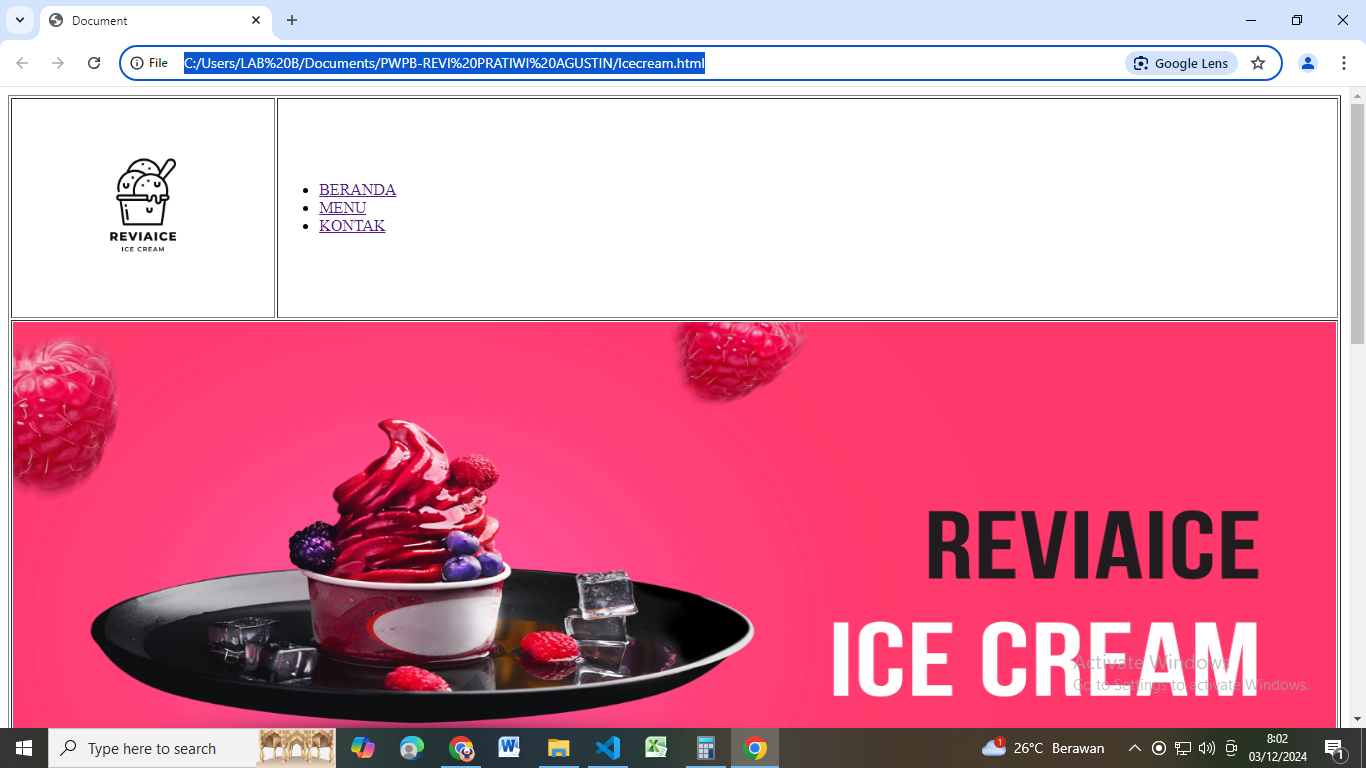 Document
File
C:/Users/LAB%20B/Documents/PWPB-REVI%20PRATIWI%20AGUSTIN/Icecream.html
Google Lens
REVIAICE
ICE CREAM
BERANDA
MENU
KONTAK
REVIAICE
ICE CREAM
Activate Windows
Go to Settings to activate Windows.
Type here to search
26°C Berawan
8:02
03/12/2024
1
1